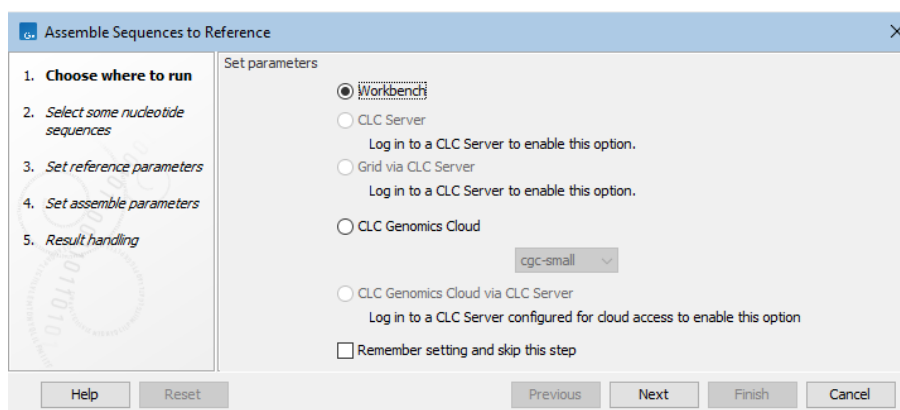 G. Assemble Sequences to Reference
1. Choose where to run
2. Select some nucleotide
sequences
3. Set reference parameters
4. Set assemble parameters
5. Result handling
Set parameters
Workbench
CLC Server
Log in to a CLC Server to enable this option.
Grid via CLC Server
Log in to a CLC Server to enable this option.
CLC Genomics Cloud
cgc-small
CLC Genomics Cloud via CLC Server
Log in to a CLC Server configured for cloud access to enable this option
Remember setting and skip this step
Help Reset Previous Next Finish Cancel